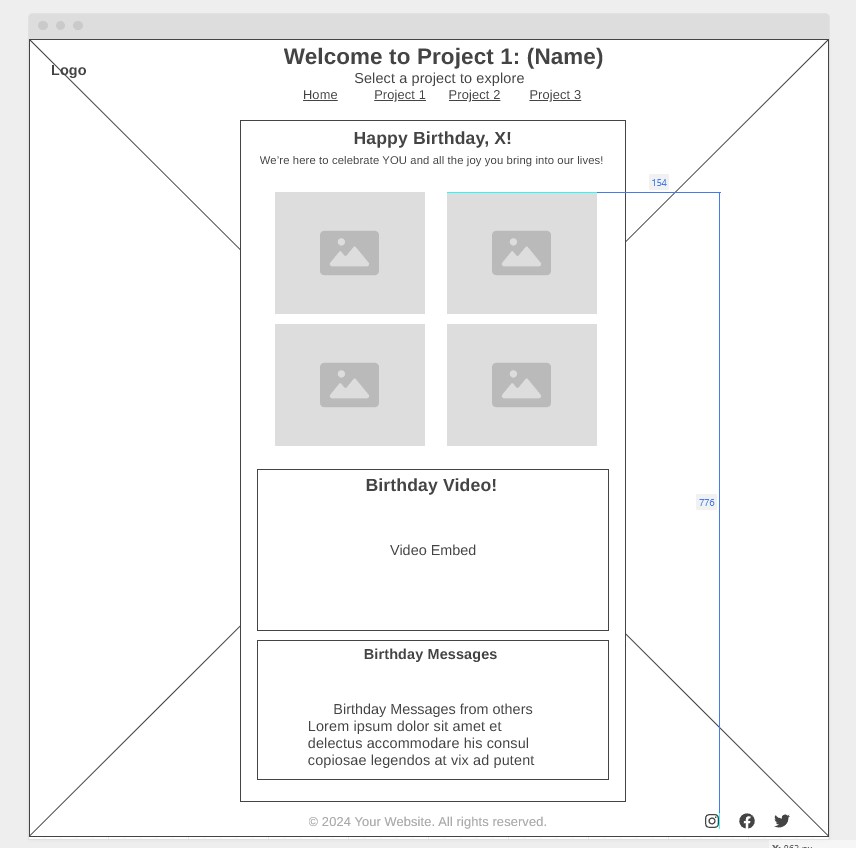 Logo
Welcome to Project 1: (Name)
Select a project to explore
Home Project 1 Project 2 Project 3
Happy Birthday, X!
We're here to celebrate YOU and all the joy you bring into our lives!
154
776
Birthday Video!
Video Embed
Birthday Messages
Birthday Messages from others
Lorem ipsum dolor sit amet et
delectus accommodare his consul
copiosae legendos at vix ad putent
© 2024 Your Website. All rights reserved.